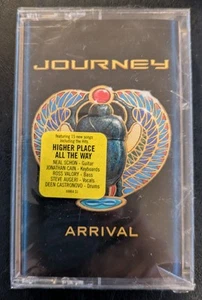 JOURNEY
featuring 15 new songs
including the hits
HIGHER PLACE
ALL THE WAY
NEAL SCHON - Guitar
JONATHAN CAIN - Keyboards
ROSS VALORY - Bass
STEVE AUGERI - Vocals
DEEN CASTRONOVO - Drums
ARRIVAL